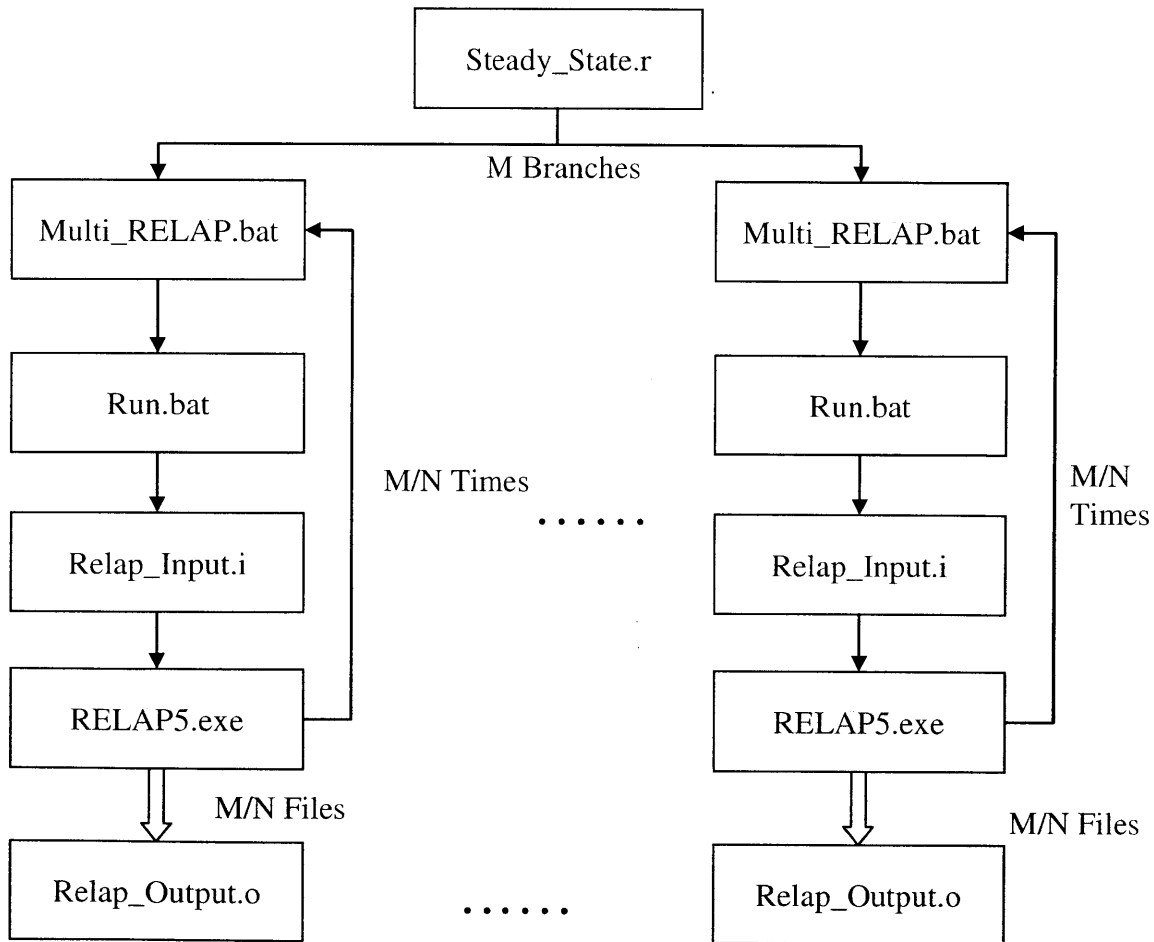 Steady_State.r
M Branches
Multi_RELAP.bat
Multi_RELAP.bat
Run.bat
Run.bat
M/N Times
M/N
Times
......
Relap_Input.i
Relap_Input.i
RELAP5.exe
RELAP5.exe
M/N Files
M/N Files
Relap_Output.o
......
Relap_Output.o